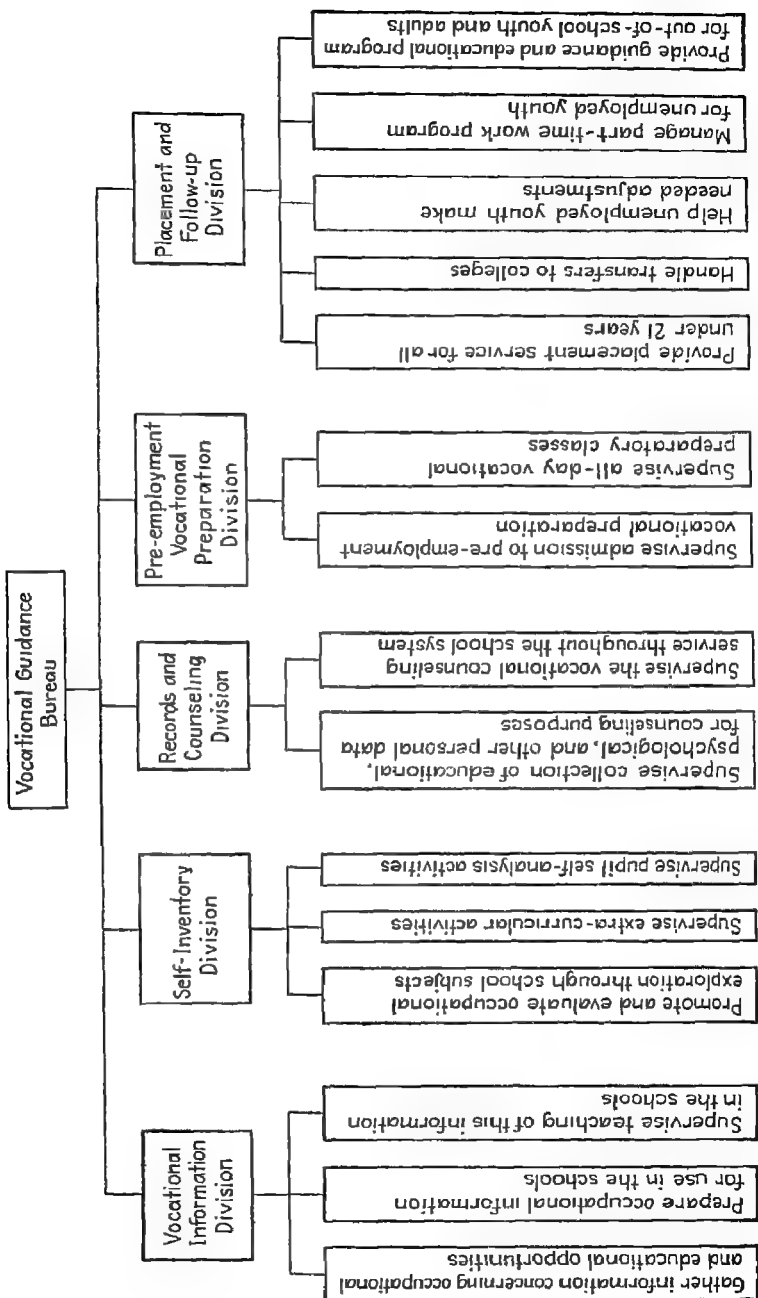 Vocational Guidance
Bureau
Vocational
Information
Division
Self-Inventory
Division
Records and
Counseling
Division
Pre-employment
Vocational
Preparation
Division
Placement and
Follow-up
Division
Gather information concerning occupational
and educational opportunities
Prepare occupational information
for use in the schools
Supervise teaching of this information
in the schools
Promote and evaluate occupational
exploration through school subjects
Supervise extra-curricular activities
Supervise pupil self-analysis activities
Supervise collection of educational,
psychological, and other personal data
for counseling purposes
Supervise the vocational counseling
service throughout the school system
Supervise admission to pre-employment
vocational preparation
Supervise all-day vocational
preparatory classes
Provide placement service for all
under 21 years
Handle transfers to colleges
Help unemployed youth make
needed adjustments
Manage part-time work program
for unemployed youth
Provide guidance and educational program
for out-of-school youth and adults